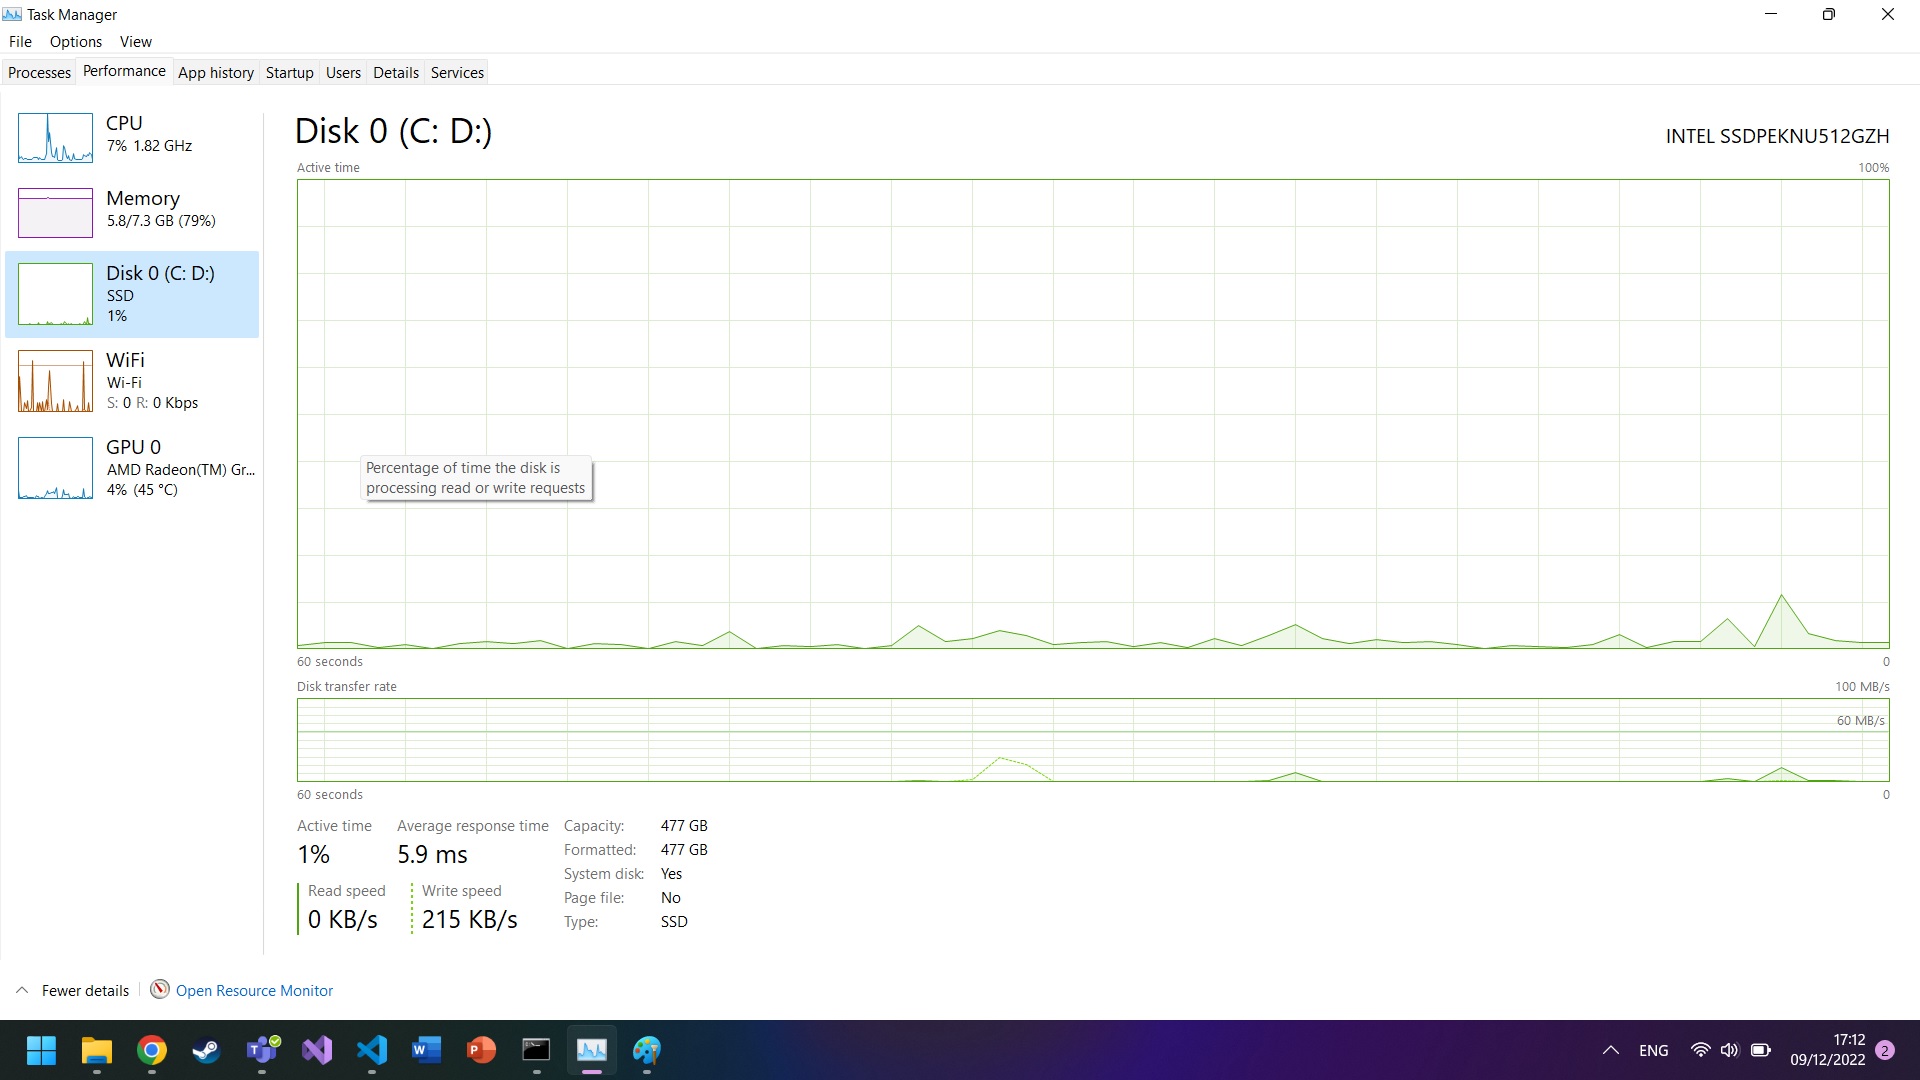 Task Manager
File Options View
Processes Performance App history Startup Users Details Services
CPU
7% 1.82 GHz
Memory
5.8/7.3 GB (79%)
Disk 0 (C: D:)
SSD
1%
WiFi
Wi-Fi
S: 0 R: 0 Kbps
GPU 0
AMD Radeon(TM) Gr...
4% (45 °C)
Disk 0 (C: D:)
INTEL SSDPEKNU512GZH
Active time
100%
Percentage of time the disk is
processing read or write requests
60 seconds
0
Disk transfer rate
100 MB/s
60 MB/s
60 seconds
0
Active time
1%
Average response time
5.9 ms
Read speed
0 KB/s
Write speed
215 KB/s
Capacity: 477 GB
Formatted: 477 GB
System disk: Yes
Page file: No
Type: SSD
Fewer details
Open Resource Monitor
ENG
17:12
09/12/2022
2